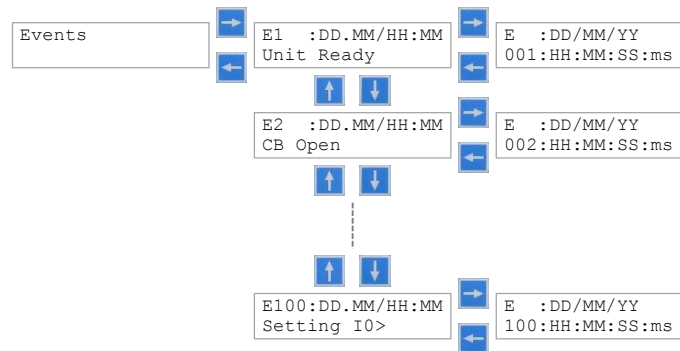 Events
E1  :DD.MM/HH:MM
Unit Ready
E  :DD/MM/YY
001:HH:MM:SS:ms
E2  :DD.MM/HH:MM
CB Open
E  :DD/MM/YY
002:HH:MM:SS:ms
E100:DD.MM/HH:MM
Setting I0>
E  :DD/MM/YY
100:HH:MM:SS:ms